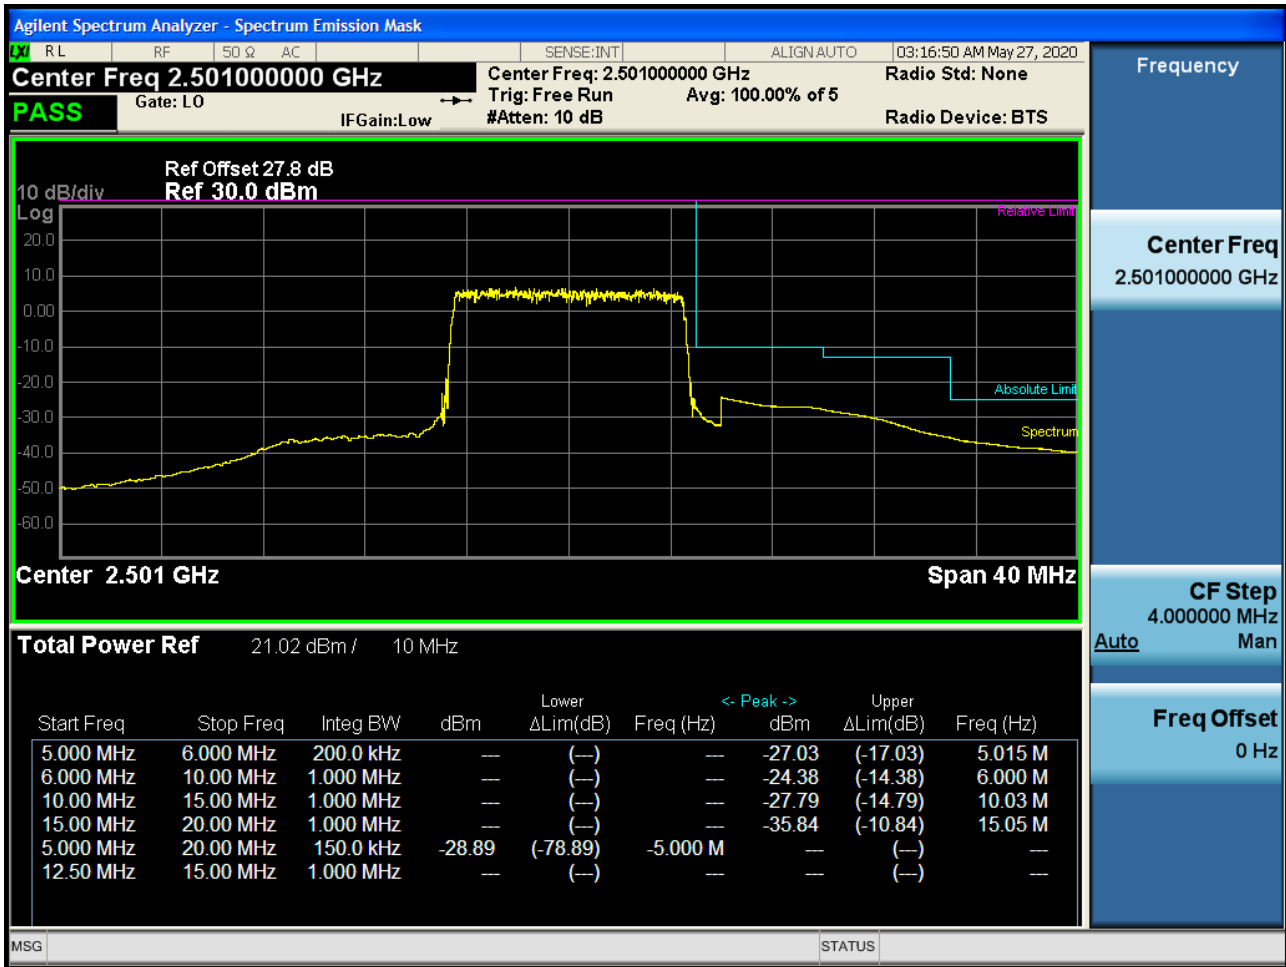 Agilent Spectrum Analyzer - Spectrum Emission Mask
LXI RL RF 50 Ω AC SENSE:INT ALIGN AUTO 03:16:50 AM May 27, 2020
Center Freq 2.501000000 GHz
Center Freq: 2.501000000 GHz
Radio Std: None
PASS
Gate: LO
Trig: Free Run Avg: 100.00% of 5
IFGain:Low
#Atten: 10 dB
Radio Device: BTS
Ref Offset 27.8 dB
10 dB/div Ref 30.0 dBm
Log
Relative Limit
20.0
10.0
0.00
-10.0
-20.0
Absolute Limit
-30.0
Spectrum
-40.0
-50.0
-60.0
Center 2.501 GHz Span 40 MHz
Total Power Ref 21.02 dBm / 10 MHz
Lower <- Peak -> Upper
Start Freq Stop Freq Integ BW dBm ΔLim(dB) Freq (Hz) dBm ΔLim(dB) Freq (Hz)
5.000 MHz 6.000 MHz 200.0 kHz --- (---) --- -27.03 (-17.03) 5.015 M
6.000 MHz 10.00 MHz 1.000 MHz --- (---) --- -24.38 (-14.38) 6.000 M
10.00 MHz 15.00 MHz 1.000 MHz --- (---) --- -27.79 (-14.79) 10.03 M
15.00 MHz 20.00 MHz 1.000 MHz --- (---) --- -35.84 (-10.84) 15.05 M
5.000 MHz 20.00 MHz 150.0 kHz -28.89 (-78.89) -5.000 M --- (---) ---
12.50 MHz 15.00 MHz 1.000 MHz --- (---) --- --- (---) ---
MSG STATUS
Frequency
Center Freq
2.501000000 GHz
CF Step
4.000000 MHz
Auto Man
Freq Offset
0 Hz